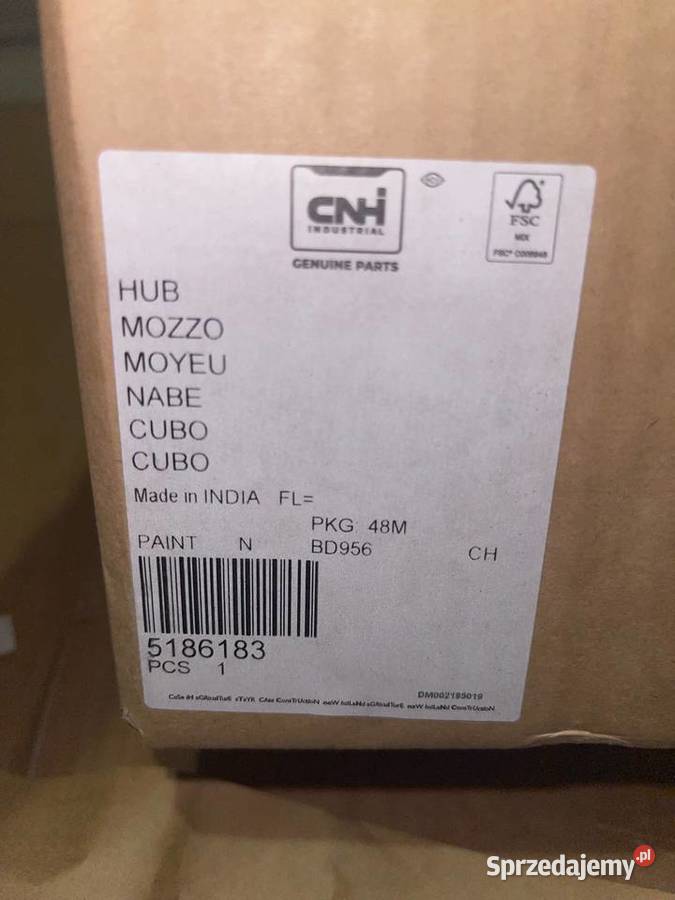 CNH
INDUSTRIAL
GENUINE PARTS
FSC
MIX
HUB
MOZZO
MOYEU
NABE
CUBO
CUBO
Made in INDIA FL=
PKG: 48M
PAINT N BD956 CH
5186183
PCS 1
DM002185019
Sprzedajemy.pl